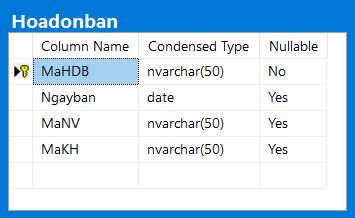 Hoadonban
Column Name Condensed Type Nullable
MaHDB nvarchar(50) No
Ngayban date Yes
MaNV nvarchar(50) Yes
MaKH nvarchar(50) Yes